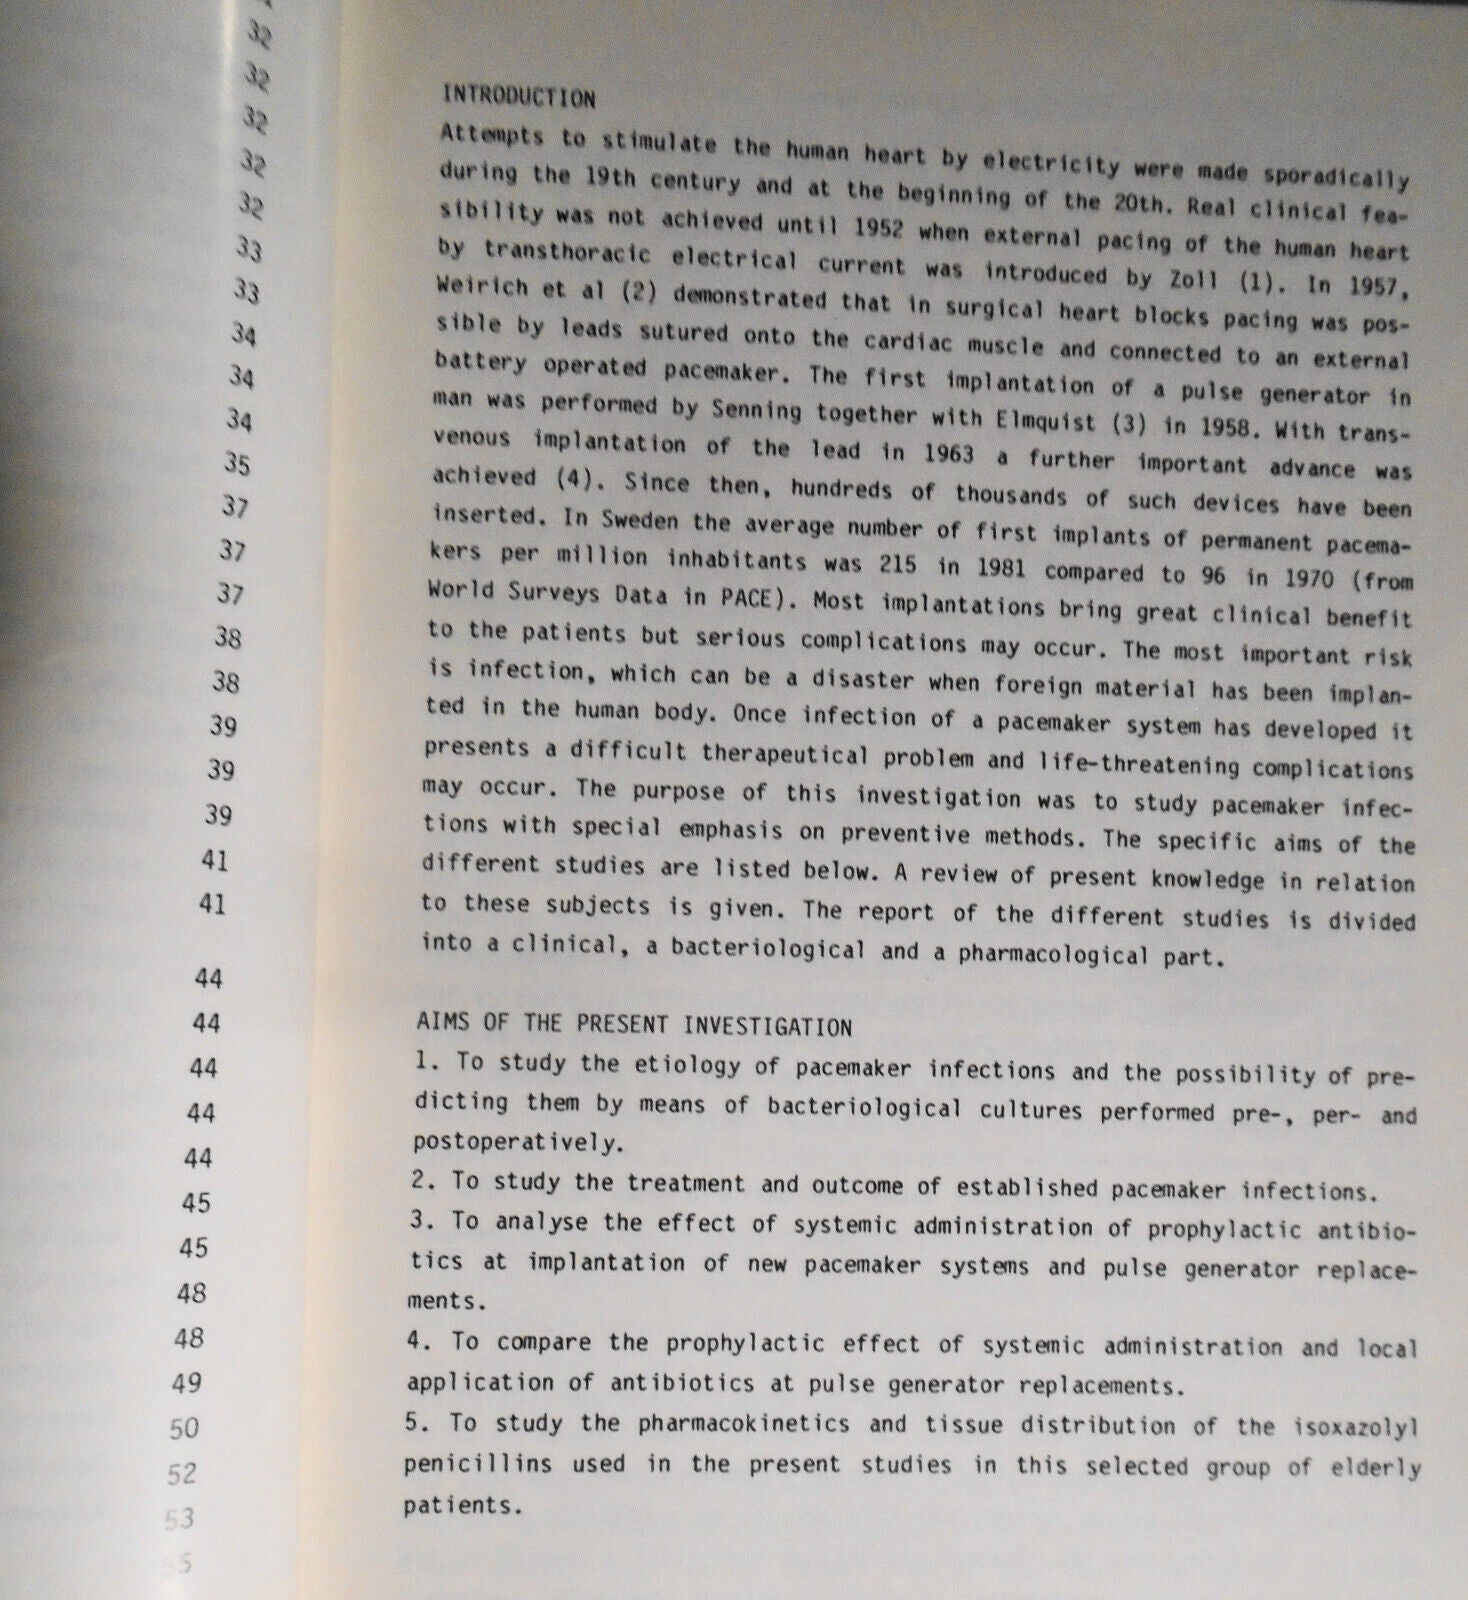 32
32
32
32
32
33
33
34
34
34
35
37
37
37
38
38
39
39
39
41
41
44
44
44
44
44
45
45
48
48
49
50
52
53
INTRODUCTION
Attempts to stimulate the human heart by electricity were made sporadically
during the 19th century and at the beginning of the 20th. Real clinical fea-
sibility was not achieved until 1952 when external pacing of the human heart
by transthoracic electrical current was introduced by Zoll (1). In 1957,
Weirich et al (2) demonstrated that in surgical heart blocks pacing was pos-
sible by leads sutured onto the cardiac muscle and connected to an external
battery operated pacemaker. The first implantation of a pulse generator in
man was performed by Senning together with Elmquist (3) in 1958. With trans-
venous implantation of the lead in 1963 a further important advance was
achieved (4). Since then, hundreds of thousands of such devices have been
inserted. In Sweden the average number of first implants of permanent pacema-
kers per million inhabitants was 215 in 1981 compared to 96 in 1970 (from
World Surveys Data in PACE). Most implantations bring great clinical benefit
to the patients but serious complications may occur. The most important risk
is infection, which can be a disaster when foreign material has been implan-
ted in the human body. Once infection of a pacemaker system has developed it
presents a difficult therapeutical problem and life-threatening complications
may occur. The purpose of this investigation was to study pacemaker infec-
tions with special emphasis on preventive methods. The specific aims of the
different studies are listed below. A review of present knowledge in relation
to these subjects is given. The report of the different studies is divided
into a clinical, a bacteriological and a pharmacological part.
AIMS OF THE PRESENT INVESTIGATION
1. To study the etiology of pacemaker infections and the possibility of pre-
dicting them by means of bacteriological cultures performed pre-, per- and
postoperatively.
2. To study the treatment and outcome of established pacemaker infections.
3. To analyse the effect of systemic administration of prophylactic antibio-
tics at implantation of new pacemaker systems and pulse generator replace-
ments.
4. To compare the prophylactic effect of systemic administration and local
application of antibiotics at pulse generator replacements.
5. To study the pharmacokinetics and tissue distribution of the isoxazolyl
penicillins used in the present studies in this selected group of elderly
patients.